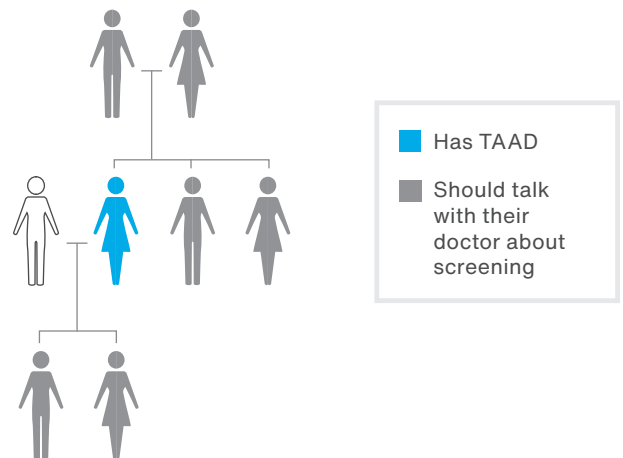 Has TAAD
Should talk
with their
doctor about
screening